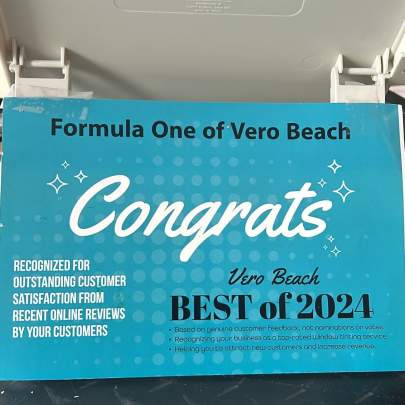 Formula One of Vero Beach
Congrats
RECOGNIZED FOR
OUTSTANDING CUSTOMER
SATISFACTION FROM
RECENT ONLINE REVIEWS
BY YOUR CUSTOMERS
Vero Beach
BEST of 2024
• Based on genuine customer feedback, not nominations or votes.
• Recognizing your business as a top-rated window tinting service
• Helping you to attract new customers and increase revenue.